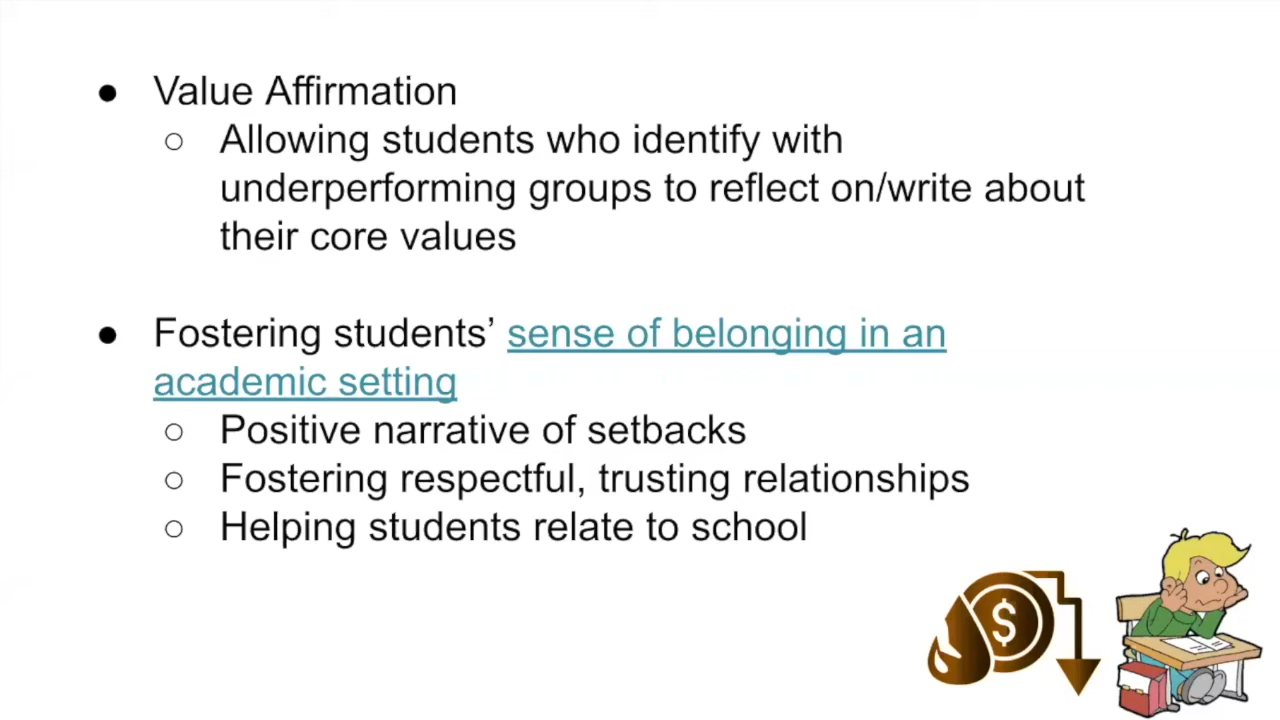 ● Value Affirmation
○ Allowing students who identify with
underperforming groups to reflect on/write about
their core values
● Fostering students’ sense of belonging in an
academic setting
○ Positive narrative of setbacks
○ Fostering respectful, trusting relationships
○ Helping students relate to school
$